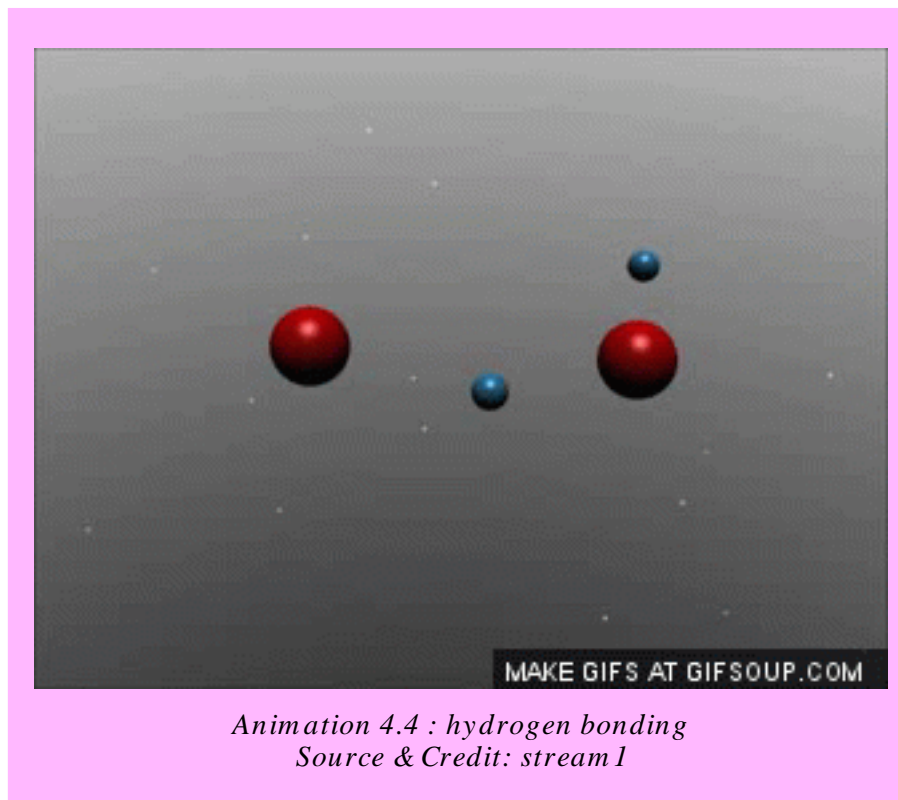 MAKE GIFS AT GIFSOUP.COM
Animation 4.4 : hydrogen bonding
Source & Credit: stream1